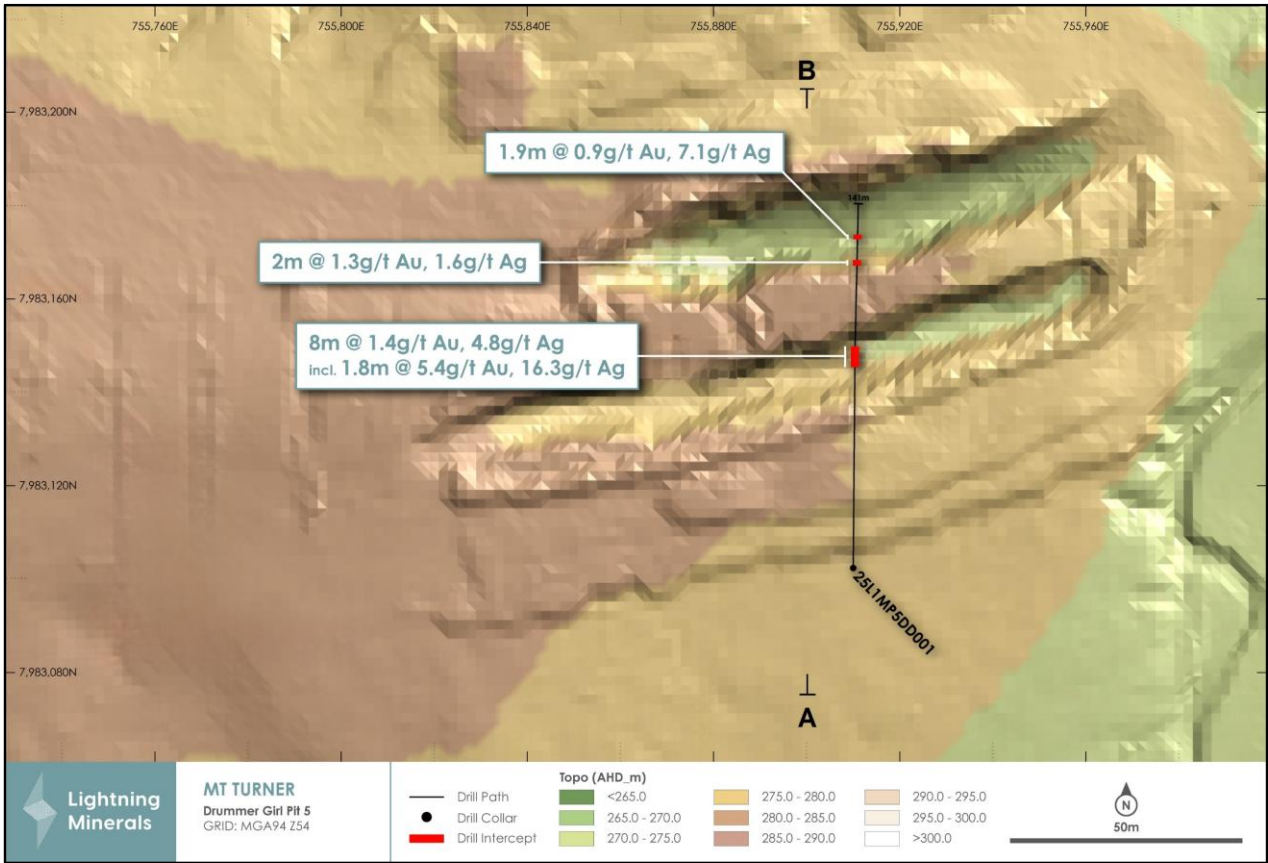 755,760E
755,800E
755,840E
755,880E
755,920E
755,960E
B
7,983,200N
1.9m @ 0.9g/t Au, 7.1g/t Ag
141m
2m @ 1.3g/t Au, 1.6g/t Ag
7,983,160N
8m @ 1.4g/t Au, 4.8g/t Ag
incl. 1.8m @ 5.4g/t Au, 16.3g/t Ag
7,983,120N
25L1MP5DD001
7,983,080N
A
Lightning
Minerals
MT TURNER
Drummer Girl Pit 5
GRID: MGA94 Z54
Drill Path
Drill Collar
Drill Intercept
Topo (AHD_m)
<265.0
265.0 - 270.0
270.0 - 275.0
275.0 - 280.0
280.0 - 285.0
285.0 - 290.0
290.0 - 295.0
295.0 - 300.0
>300.0
N
50m